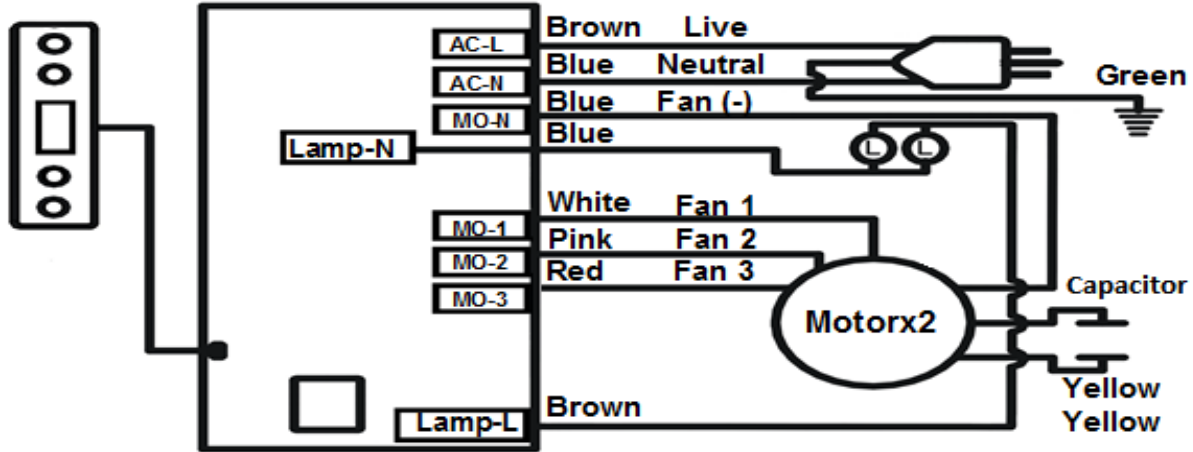 AC-L Brown Live
AC-N Blue Neutral
Green
MO-N Blue Fan (-)
Lamp-N Blue
L L
MO-1 White Fan 1
MO-2 Pink Fan 2
MO-3 Red Fan 3
Capacitor
Motorx2
Yellow
Yellow
Lamp-L Brown